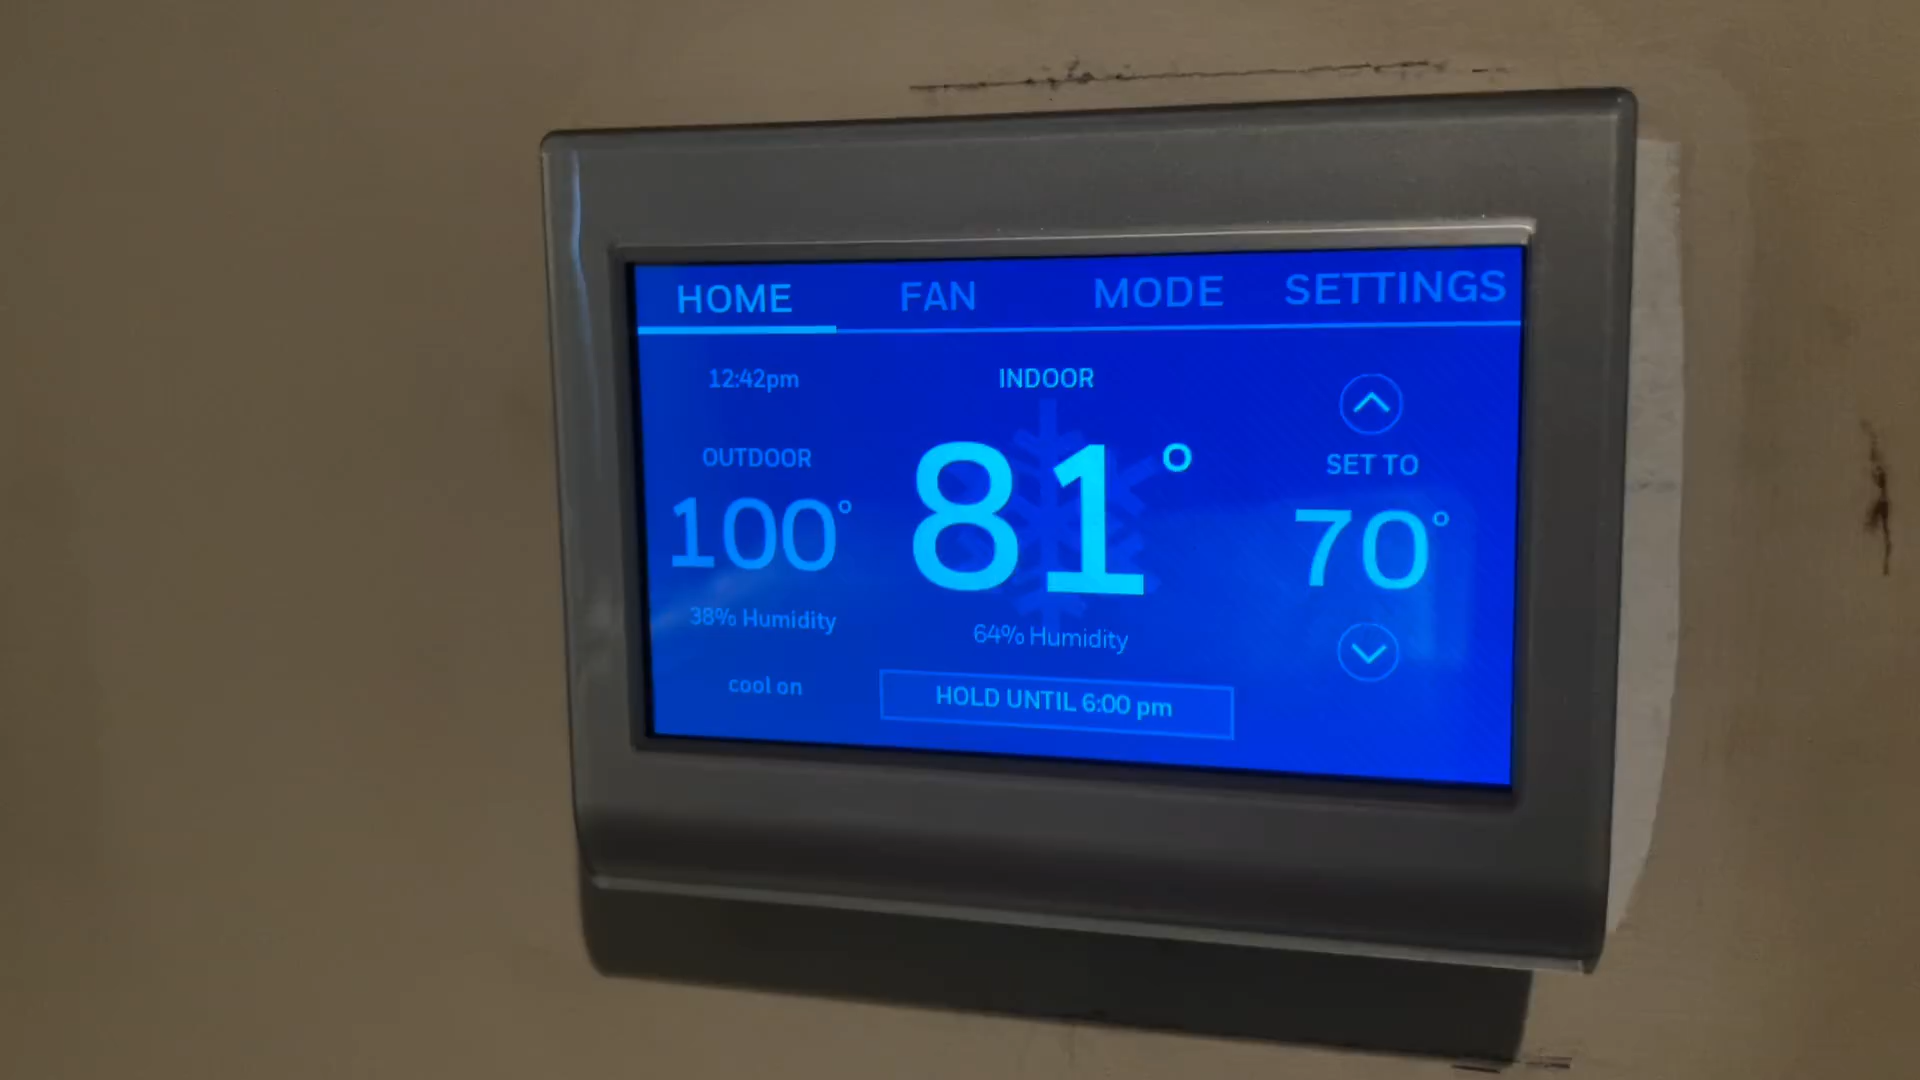 HOME FAN MODE SETTINGS
12:42pm
INDOOR
OUTDOOR
100°
38% Humidity
cool on
81°
64% Humidity
HOLD UNTIL 6:00 pm
SET TO
70°